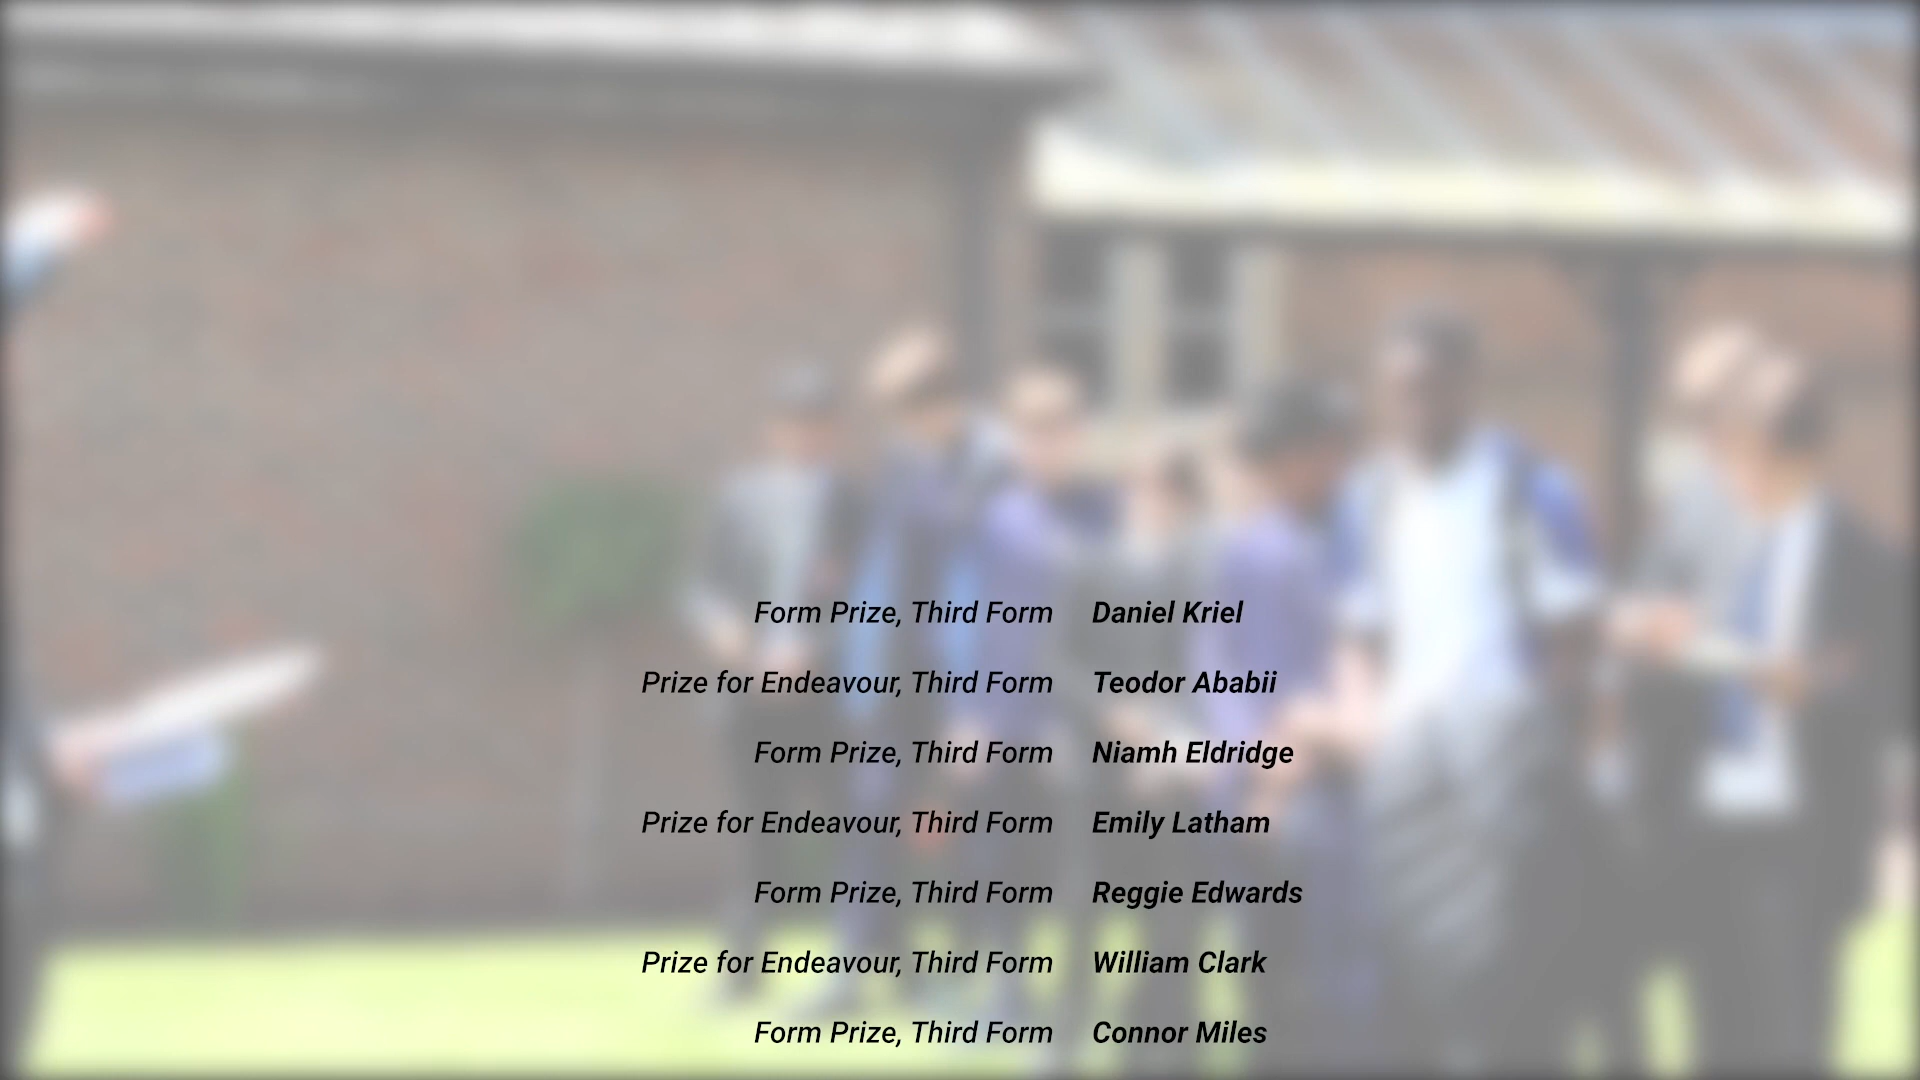 Form Prize, Third Form Daniel Kriel
Prize for Endeavour, Third Form Teodor Ababii
Form Prize, Third Form Niamh Eldridge
Prize for Endeavour, Third Form Emily Latham
Form Prize, Third Form Reggie Edwards
Prize for Endeavour, Third Form William Clark
Form Prize, Third Form Connor Miles